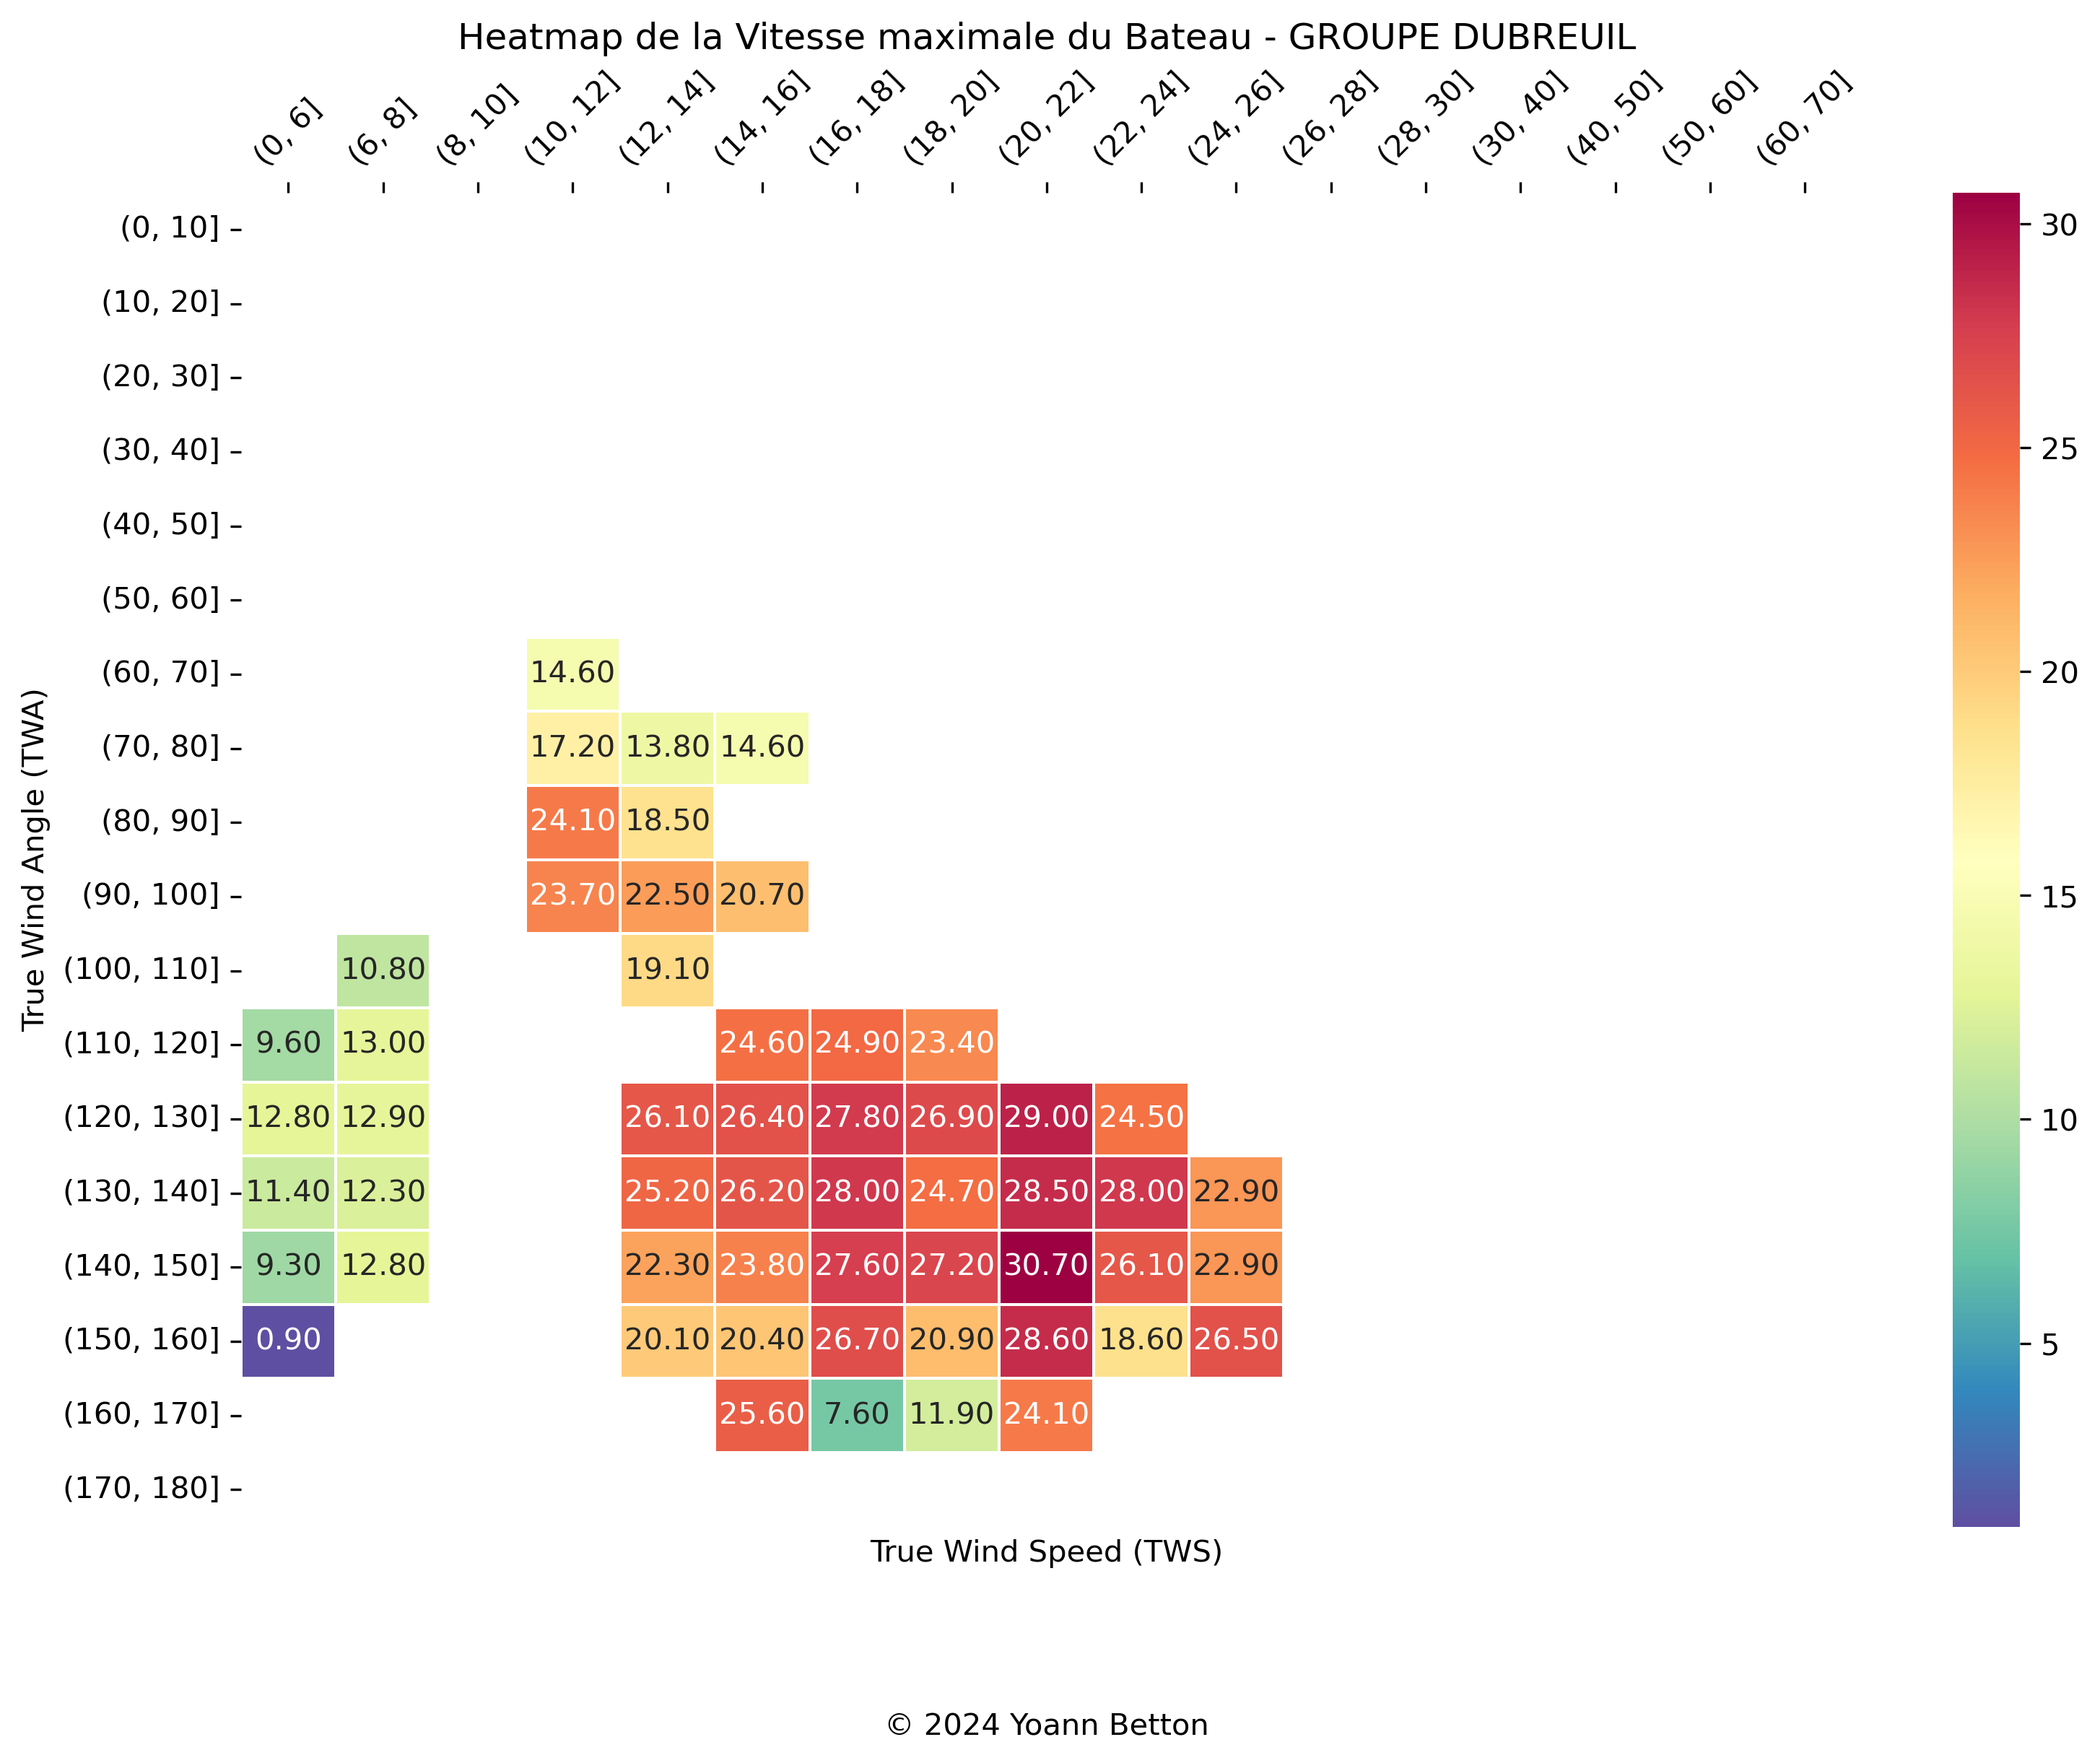 Heatmap de la Vitesse maximale du Bateau - GROUPE DUBREUIL
(0, 6] (6, 8] (8, 10] (10, 12] (12, 14] (14, 16] (16, 18] (18, 20] (20, 22] (22, 24] (24, 26] (26, 28] (28, 30] (30, 40] (40, 50] (50, 60] (60, 70]
True Wind Angle (TWA)
(0, 10]
(10, 20]
(20, 30]
(30, 40]
(40, 50]
(50, 60]
(60, 70] 14.60
(70, 80] 17.20 13.80 14.60
(80, 90] 24.10 18.50
(90, 100] 23.70 22.50 20.70
(100, 110] 10.80 19.10
(110, 120] 9.60 13.00 24.60 24.90 23.40
(120, 130] 12.80 12.90 26.10 26.40 27.80 26.90 29.00 24.50
(130, 140] 11.40 12.30 25.20 26.20 28.00 24.70 28.50 28.00 22.90
(140, 150] 9.30 12.80 22.30 23.80 27.60 27.20 30.70 26.10 22.90
(150, 160] 0.90 20.10 20.40 26.70 20.90 28.60 18.60 26.50
(160, 170] 25.60 7.60 11.90 24.10
(170, 180]
30
25
20
15
10
5
True Wind Speed (TWS)
© 2024 Yoann Betton